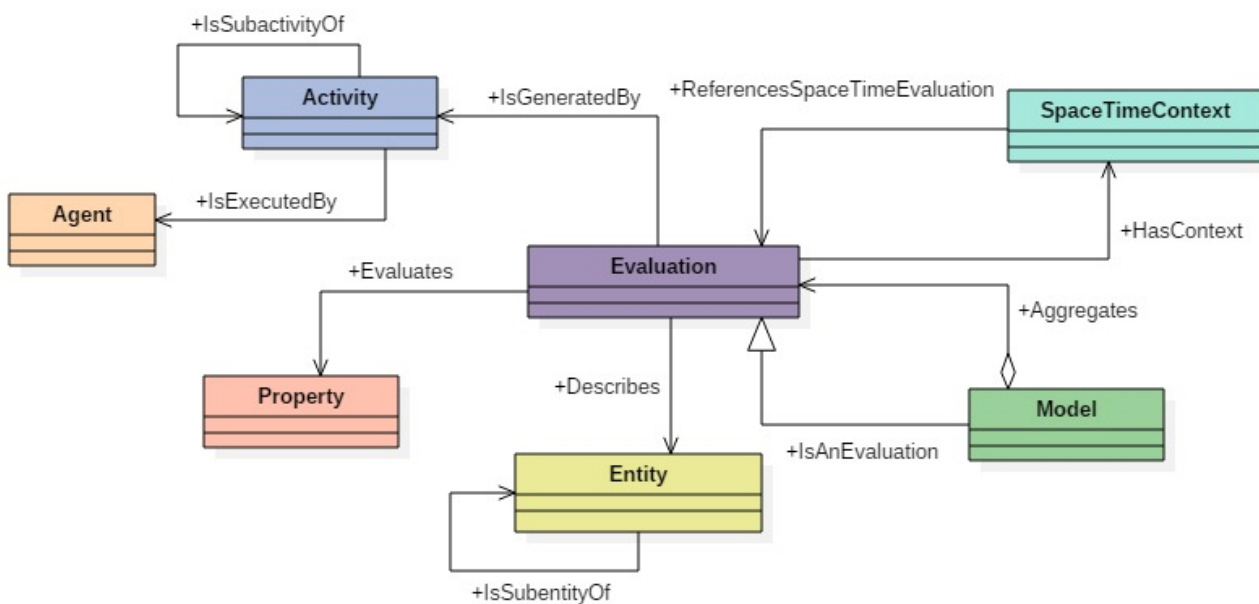 +IsSubactivityOf
Activity
+IsGeneratedBy
+ReferencesSpaceTimeEvaluation
SpaceTimeContext
Agent
+IsExecutedBy
+HasContext
Evaluation
+Evaluates
+Aggregates
Property
+Describes
Model
+IsAnEvaluation
Entity
+IsSubentityOf